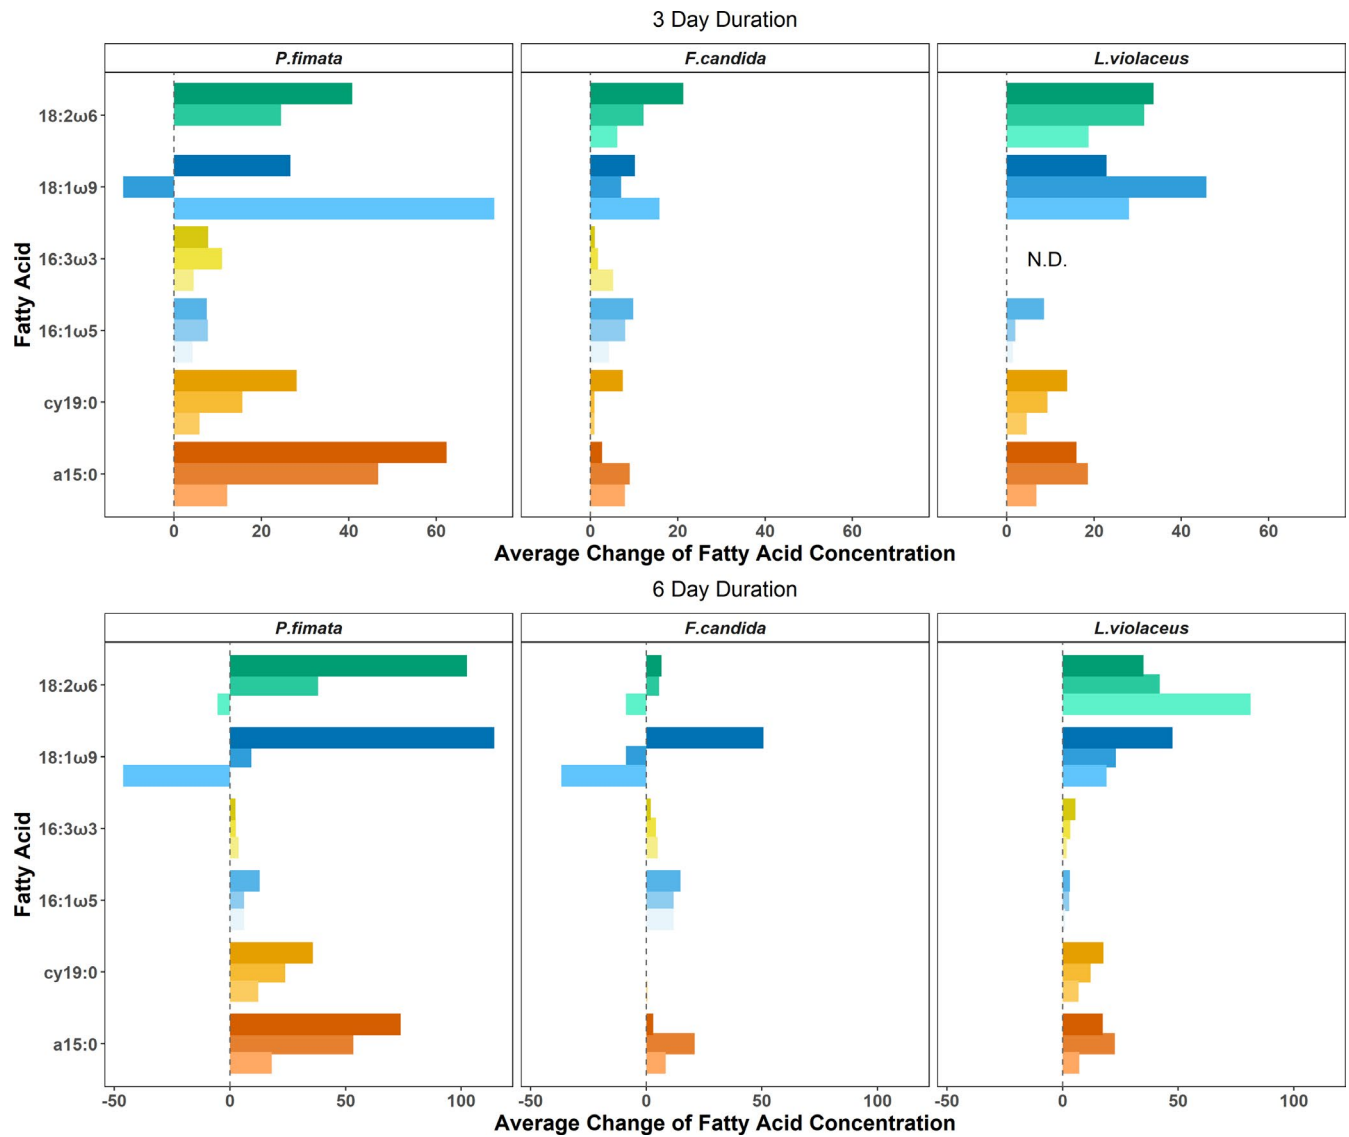 3 Day Duration
P.fimata
F.candida
L.violaceus
Fatty Acid
18:2ω6
18:1ω9
16:3ω3
N.D.
16:1ω5
cy19:0
a15:0
0 20 40 60
0 20 40 60
0 20 40 60
Average Change of Fatty Acid Concentration
6 Day Duration
P.fimata
F.candida
L.violaceus
Fatty Acid
18:2ω6
18:1ω9
16:3ω3
16:1ω5
cy19:0
a15:0
-50 0 50 100
-50 0 50 100
-50 0 50 100
Average Change of Fatty Acid Concentration